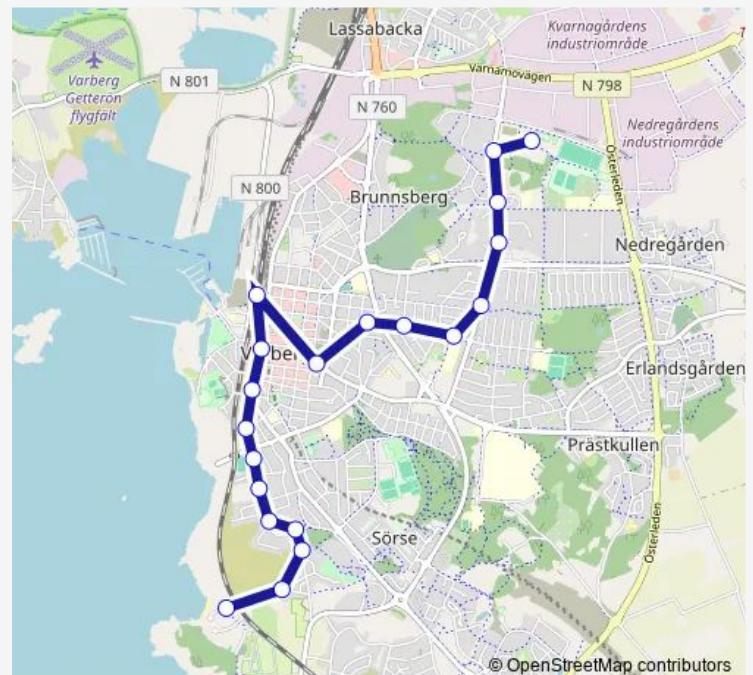 Lassabacka
Kvarnagårdens
industriområde
Varberg
Getterön
flygfält
N 801
Värnamovägen
N 798
N 760
Nedregårdens
industriområde
N 800
Brunnsberg
Österleden
Nedregården
Erlandsgården
Prästkullen
Sörse
Österleden
© OpenStreetMap contributors